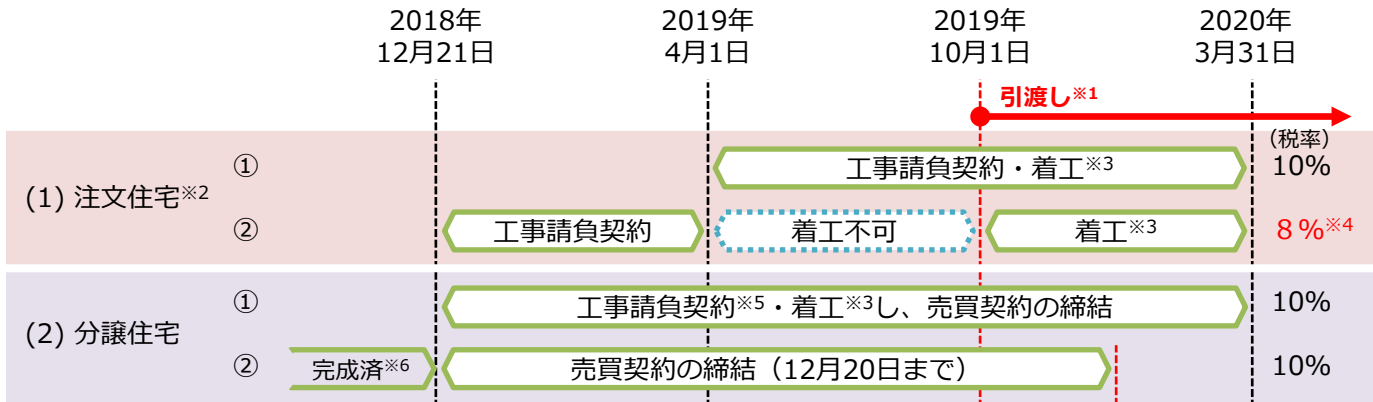 2018年
12月21日
2019年
4月1日
2019年
10月1日
2020年
3月31日
引渡し※1
(税率)
① 工事請負契約・着工※3 10%
(1) 注文住宅※2
② 工事請負契約 着工不可 着工※3 8%※4
① 工事請負契約※5・着工※3し、売買契約の締結 10%
(2) 分譲住宅
② 完成済※6 売買契約の締結（12月20日まで） 10%